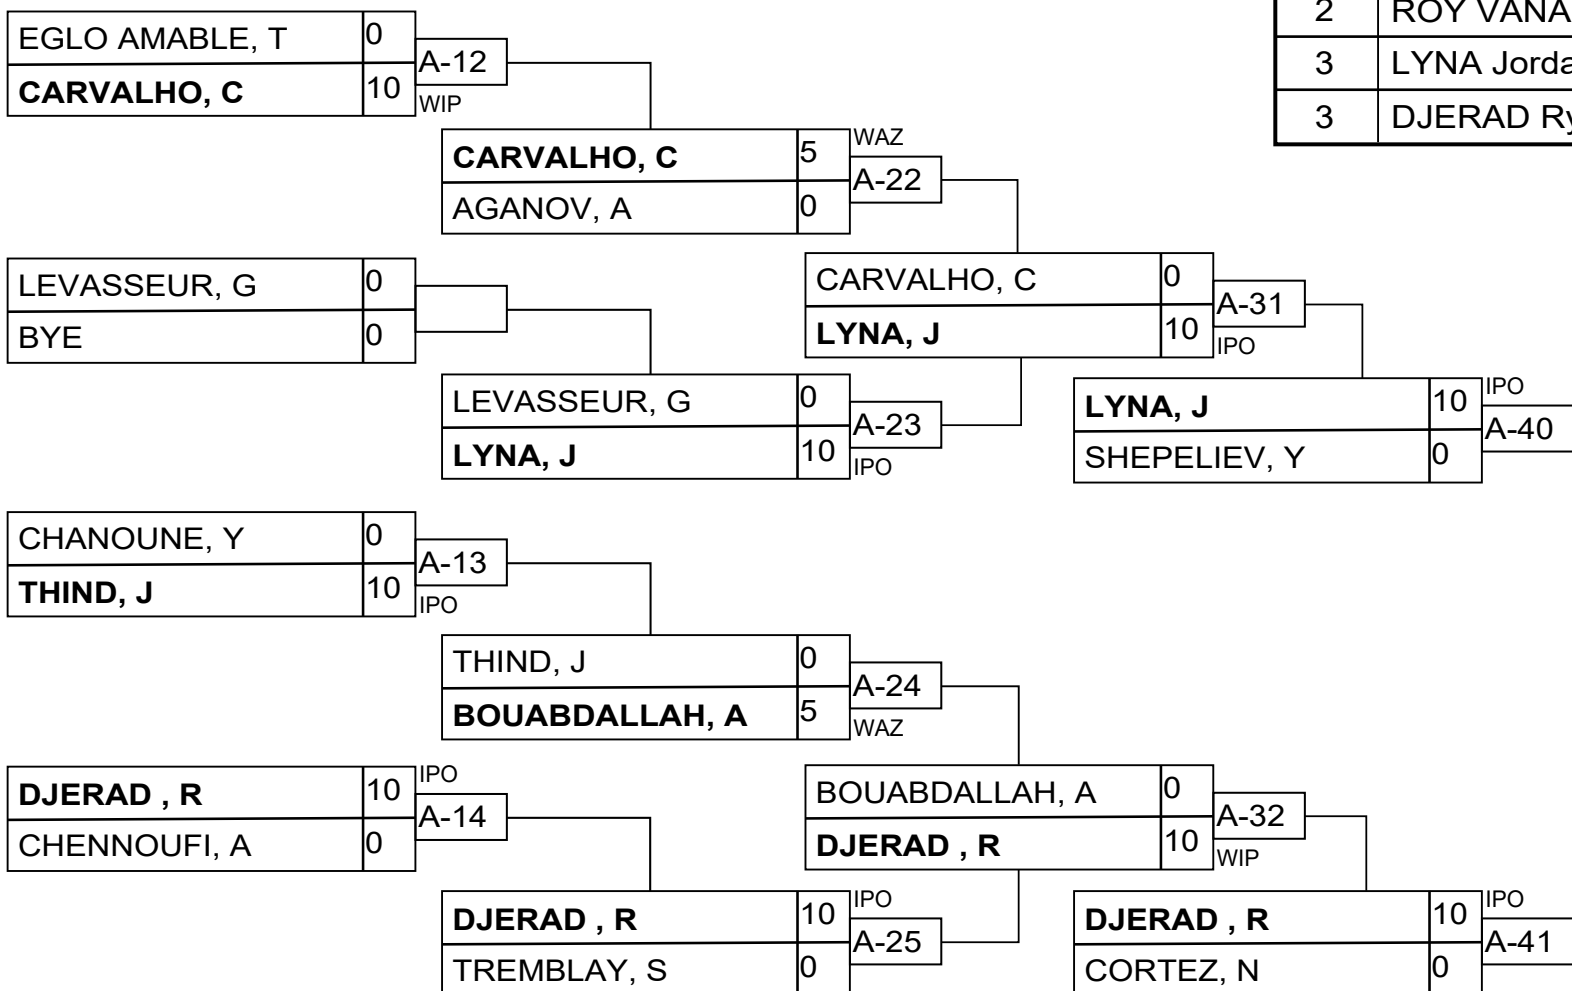 2 ROY VANA
3 LYNA Jorda
3 DJERAD Ry
EGLO AMABLE, T 0
CARVALHO, C 10
A-12
WIP
CARVALHO, C 5
AGANOV, A 0
WAZ
A-22
LEVASSEUR, G 0
BYE 0
CARVALHO, C 0
LYNA, J 10
A-31
IPO
LEVASSEUR, G 0
LYNA, J 10
A-23
IPO
LYNA, J 10
SHEPELIEV, Y 0
IPO
A-40
CHANOUNE, Y 0
THIND, J 10
A-13
IPO
THIND, J 0
BOUABDALLAH, A 5
A-24
WAZ
DJERAD , R 10
CHENNOUFI, A 0
IPO
A-14
BOUABDALLAH, A 0
DJERAD , R 10
A-32
WIP
DJERAD , R 10
TREMBLAY, S 0
IPO
A-25
DJERAD , R 10
CORTEZ, N 0
IPO
A-41